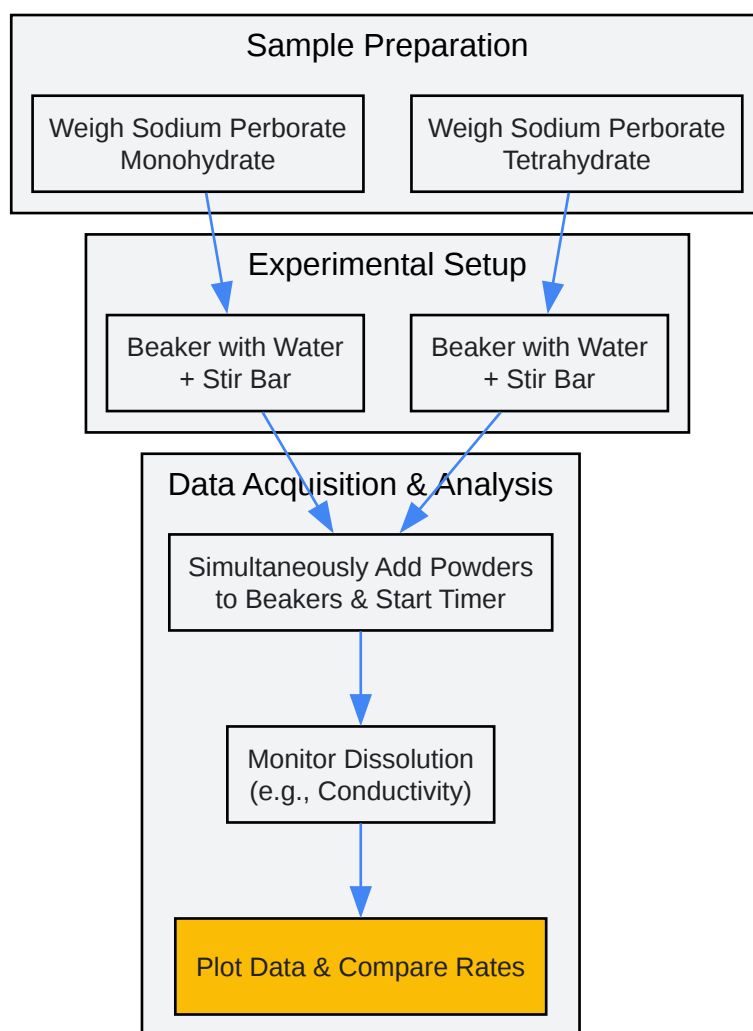 Sample Preparation
Weigh Sodium Perborate
Monohydrate
Weigh Sodium Perborate
Tetrahydrate
Experimental Setup
Beaker with Water
+ Stir Bar
Beaker with Water
+ Stir Bar
Data Acquisition & Analysis
Simultaneously Add Powders
to Beakers & Start Timer
Monitor Dissolution
(e.g., Conductivity)
Plot Data & Compare Rates